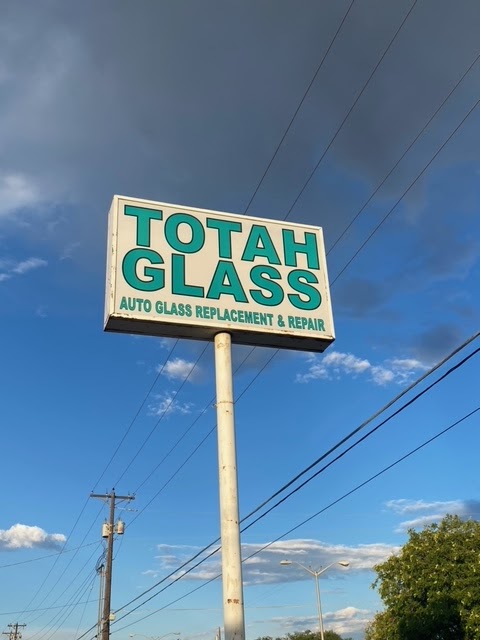 TOTAH
GLASS
AUTO GLASS REPLACEMENT & REPAIR